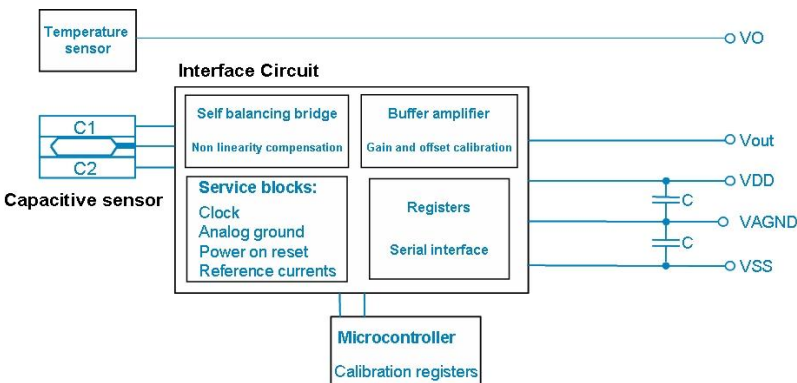 Temperature
sensor
VO
Interface Circuit
Self balancing bridge
Non linearity compensation
Buffer amplifier
Gain and offset calibration
C1
C2
Capacitive sensor
Vout
VDD
C
VAGND
C
VSS
Service blocks:
Clock
Analog ground
Power on reset
Reference currents
Registers
Serial interface
Microcontroller
Calibration registers